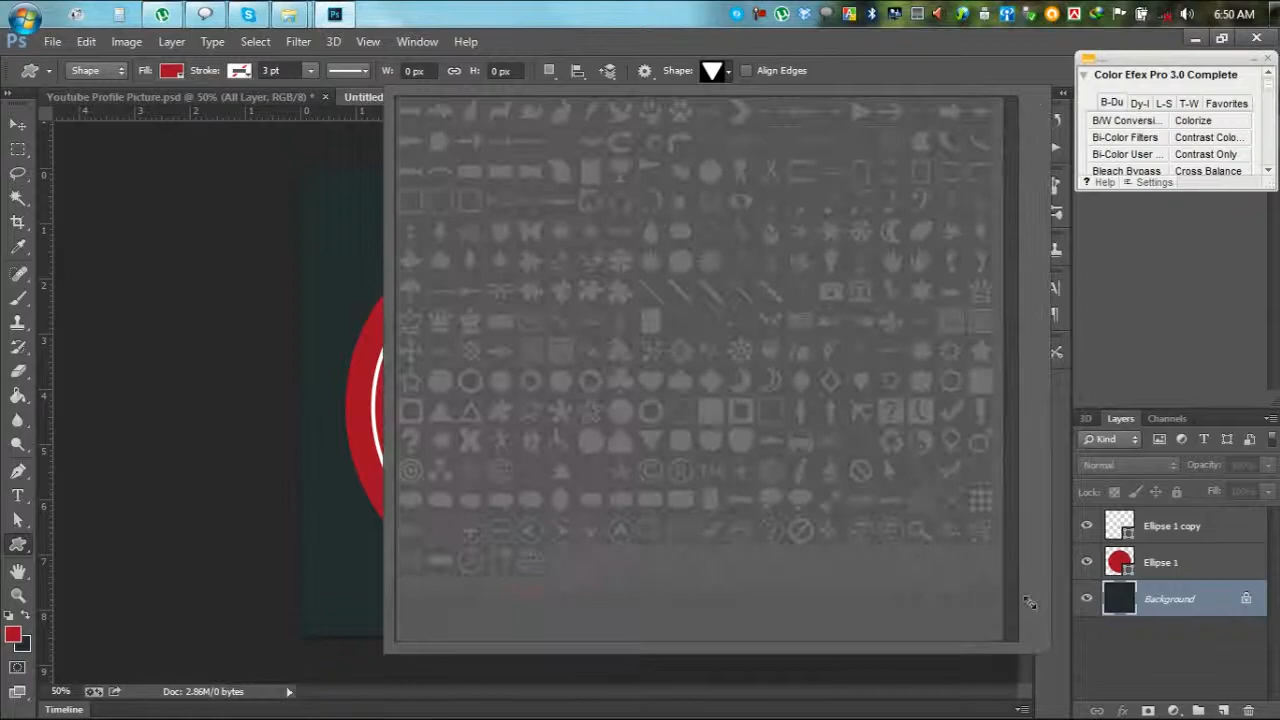 6:50 AM
Ps File Edit Image Layer Type Select Filter 3D View Window Help
Shape Fill: Stroke: 3 pt W: 0 px H: 0 px Shape: Align Edges
Youtube Profile Picture.psd @ 50% (All Layer, RGB/8) * × Untitled
Color Efex Pro 3.0 Complete
B-Du Dy-I L-S T-W Favorites
B/W Conversi... Colorize
Bi-Color Filters Contrast Colo...
Bi-Color User ... Contrast Only
Bleach Bypass Cross Balance
? Help Settings
3D Layers Channels
Kind
Normal Opacity:
Lock: Fill:
Ellipse 1 copy
Ellipse 1
Background
50% Doc: 2.86M/0 bytes
Timeline